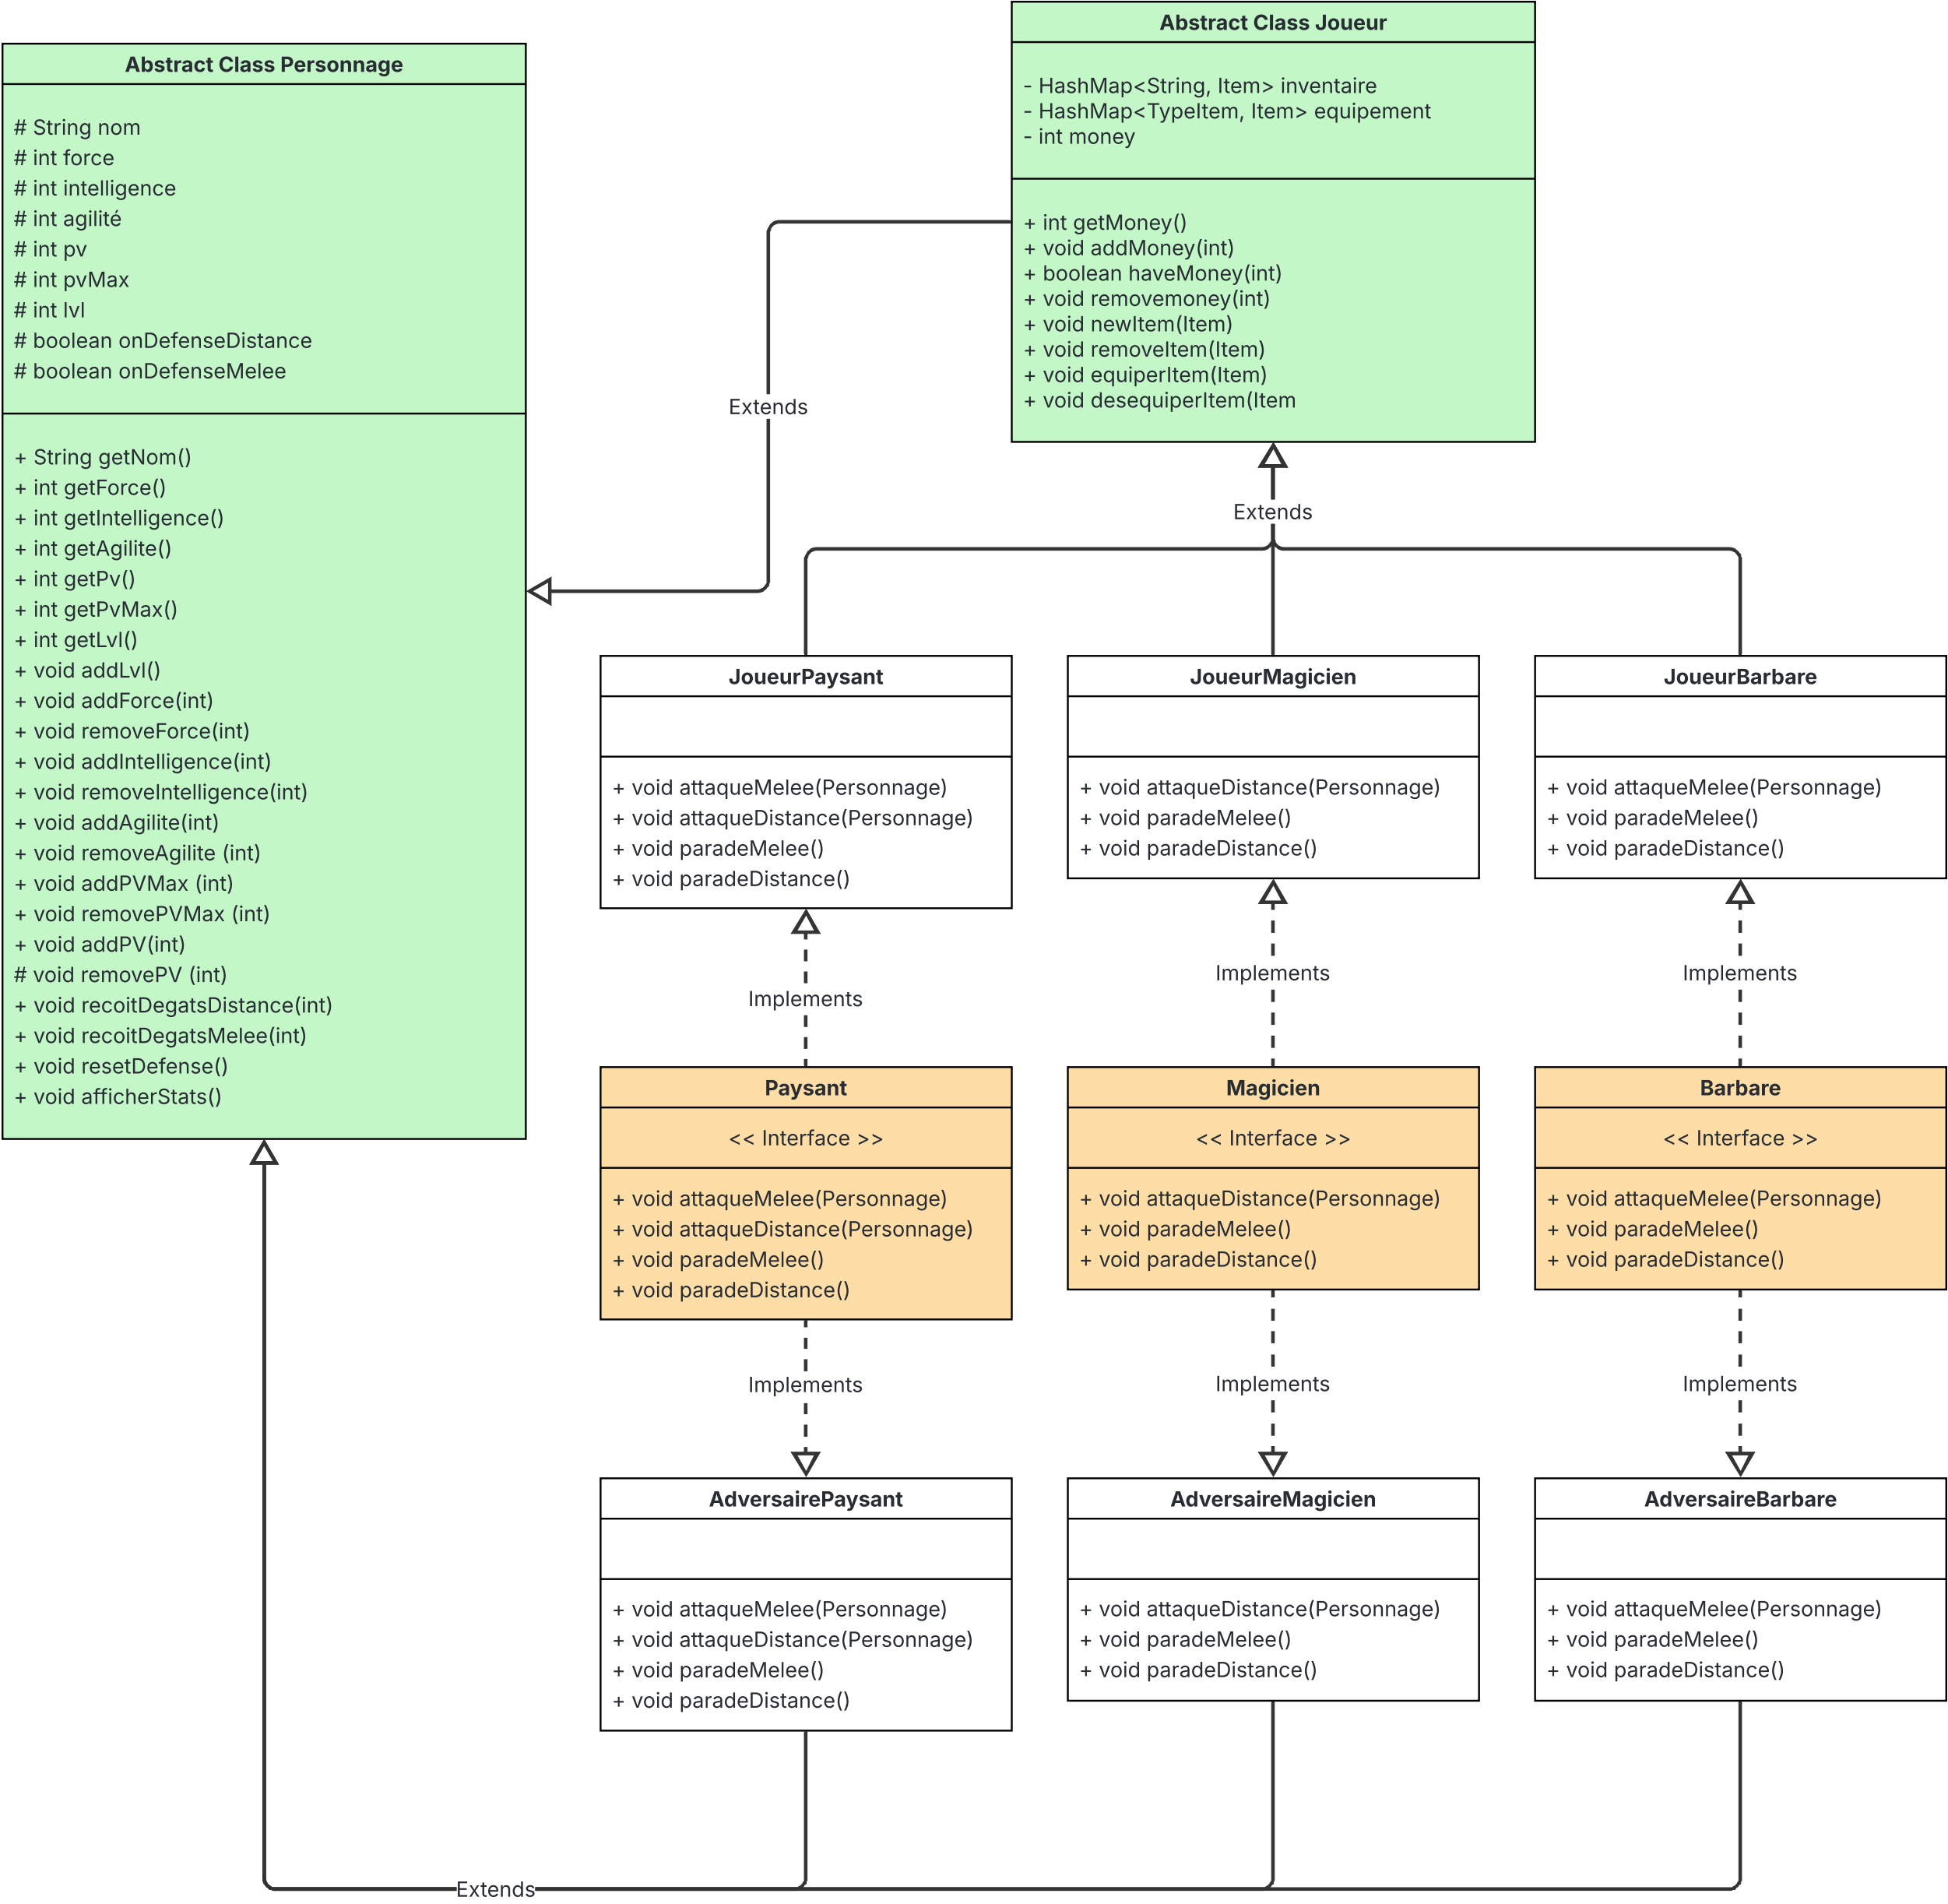 Abstract Class Personnage
# String nom
# int force
# int intelligence
# int agilité
# int pv
# int pvMax
# int lvl
# boolean onDefenseDistance
# boolean onDefenseMelee
+ String getNom()
+ int getForce()
+ int getIntelligence()
+ int getAgilite()
+ int getPv()
+ int getPvMax()
+ int getLvl()
+ void addLvl()
+ void addForce(int)
+ void removeForce(int)
+ void addIntelligence(int)
+ void removeIntelligence(int)
+ void addAgilite(int)
+ void removeAgilite (int)
+ void addPVMax (int)
+ void removePVMax (int)
+ void addPV(int)
# void removePV (int)
+ void recoitDegatsDistance(int)
+ void recoitDegatsMelee(int)
+ void resetDefense()
+ void afficherStats()
Abstract Class Joueur
- HashMap<String, Item> inventaire
- HashMap<TypeItem, Item> equipement
- int money
+ int getMoney()
+ void addMoney(int)
+ boolean haveMoney(int)
+ void removemoney(int)
+ void newItem(Item)
+ void removeItem(Item)
+ void equiperItem(Item)
+ void desequiperItem(Item
Extends
Extends
JoueurPaysant
+ void attaqueMelee(Personnage)
+ void attaqueDistance(Personnage)
+ void paradeMelee()
+ void paradeDistance()
JoueurMagicien
+ void attaqueDistance(Personnage)
+ void paradeMelee()
+ void paradeDistance()
JoueurBarbare
+ void attaqueMelee(Personnage)
+ void paradeMelee()
+ void paradeDistance()
Implements
Implements
Implements
Paysant
<< Interface >>
+ void attaqueMelee(Personnage)
+ void attaqueDistance(Personnage)
+ void paradeMelee()
+ void paradeDistance()
Magicien
<< Interface >>
+ void attaqueDistance(Personnage)
+ void paradeMelee()
+ void paradeDistance()
Barbare
<< Interface >>
+ void attaqueMelee(Personnage)
+ void paradeMelee()
+ void paradeDistance()
Implements
Implements
Implements
AdversairePaysant
+ void attaqueMelee(Personnage)
+ void attaqueDistance(Personnage)
+ void paradeMelee()
+ void paradeDistance()
AdversaireMagicien
+ void attaqueDistance(Personnage)
+ void paradeMelee()
+ void paradeDistance()
AdversaireBarbare
+ void attaqueMelee(Personnage)
+ void paradeMelee()
+ void paradeDistance()
Extends